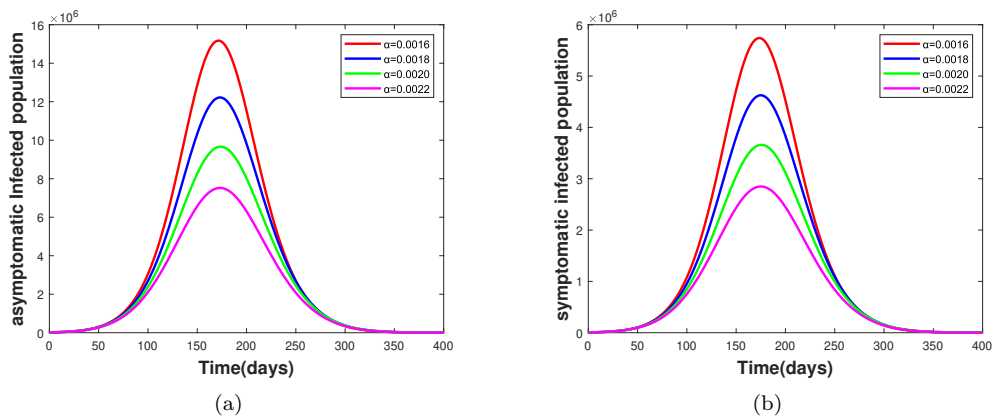 ×10⁶
16
14
12
10
8
6
4
2
0
asymptomatic Infected population
0 50 100 150 200 250 300 350 400
Time(days)
α=0.0016
α=0.0018
α=0.0020
α=0.0022
(a)
×10⁶
6
5
4
3
2
1
0
symptomatic infected population
0 50 100 150 200 250 300 350 400
Time(days)
α=0.0016
α=0.0018
α=0.0020
α=0.0022
(b)